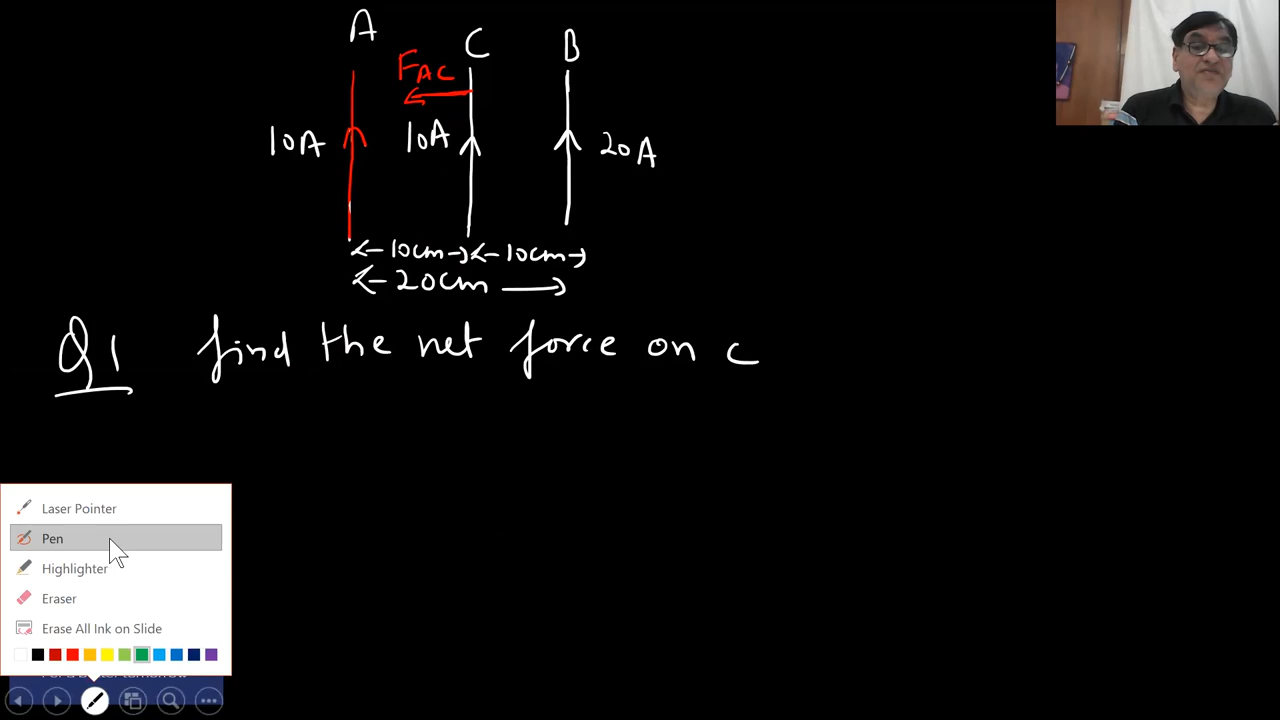 A
C
B
FAC
10A
10A
20A
10cm
10cm
20cm
Q1 find the net force on c
Laser Pointer
Pen
Highlighter
Eraser
Erase All Ink on Slide